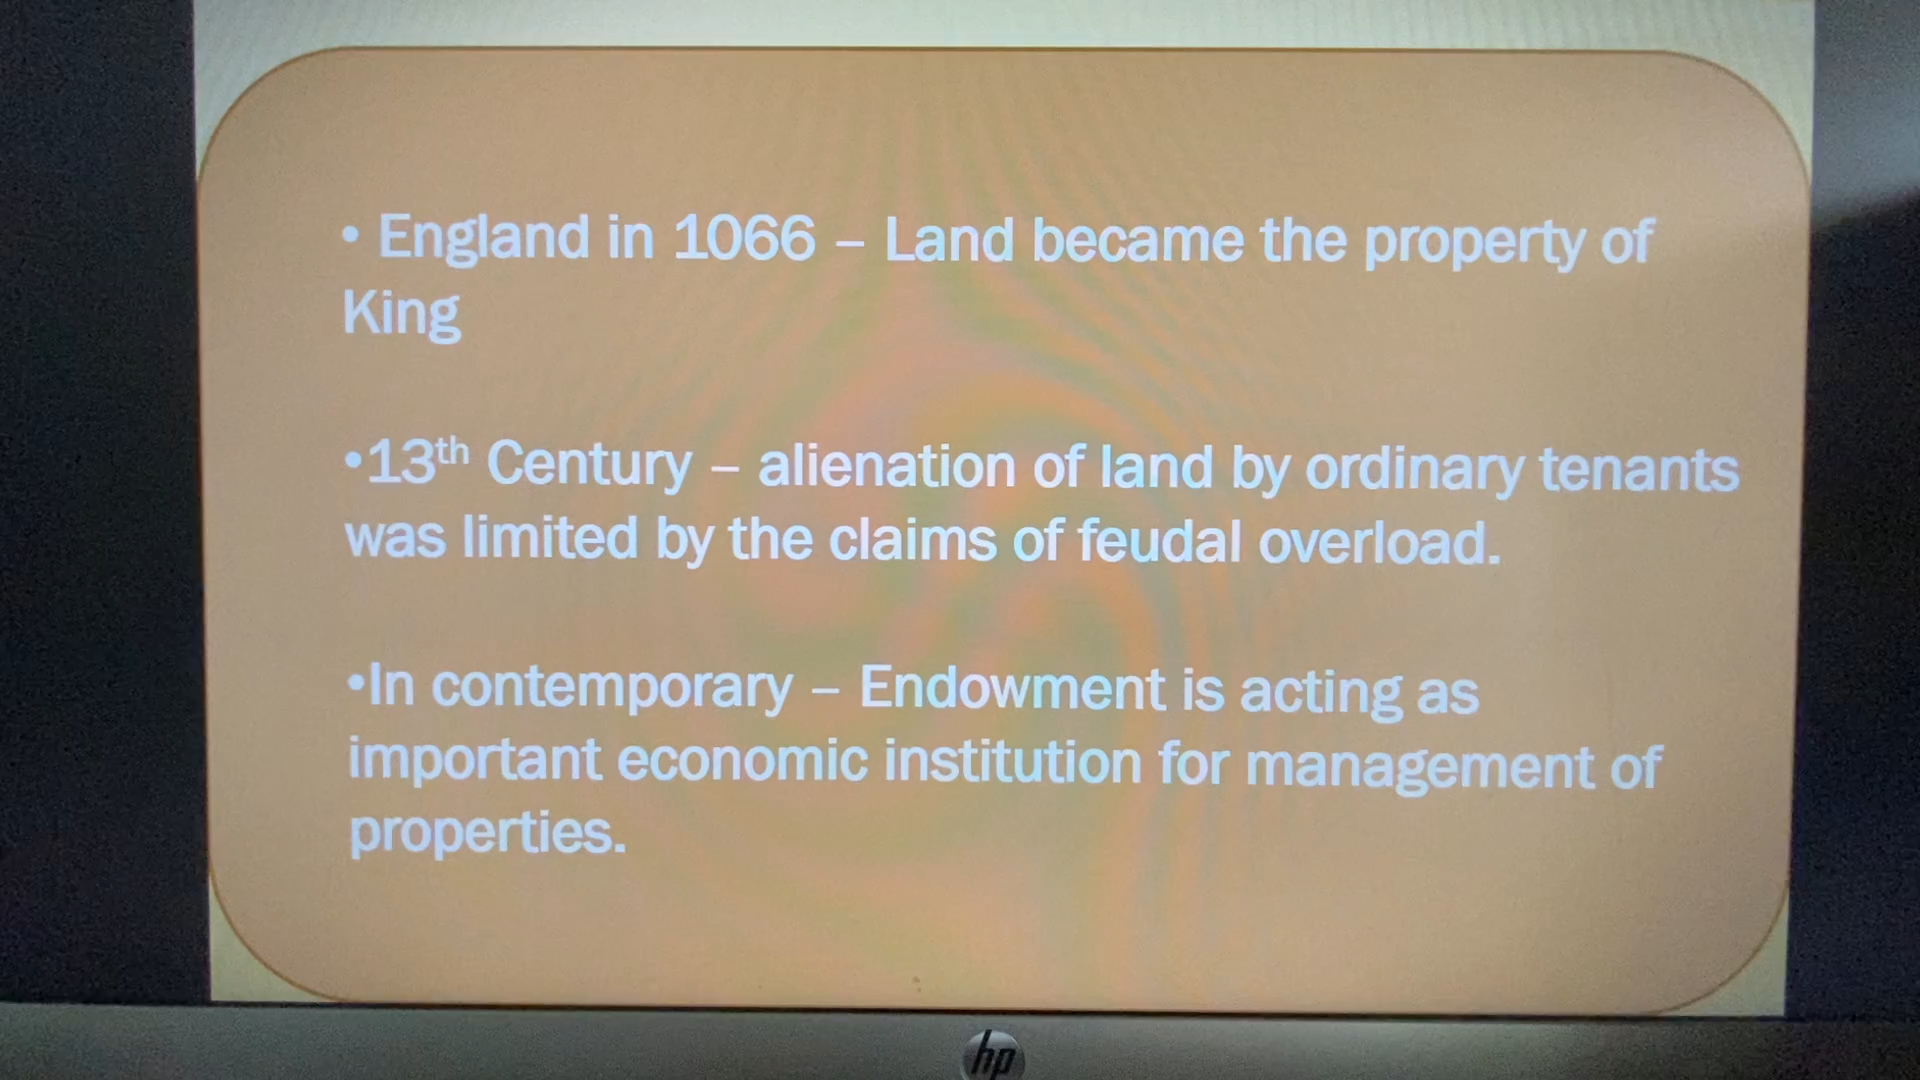 • England in 1066 – Land became the property of
King
•13th Century – alienation of land by ordinary tenants
was limited by the claims of feudal overload.
•In contemporary – Endowment is acting as
important economic institution for management of
properties.
hp